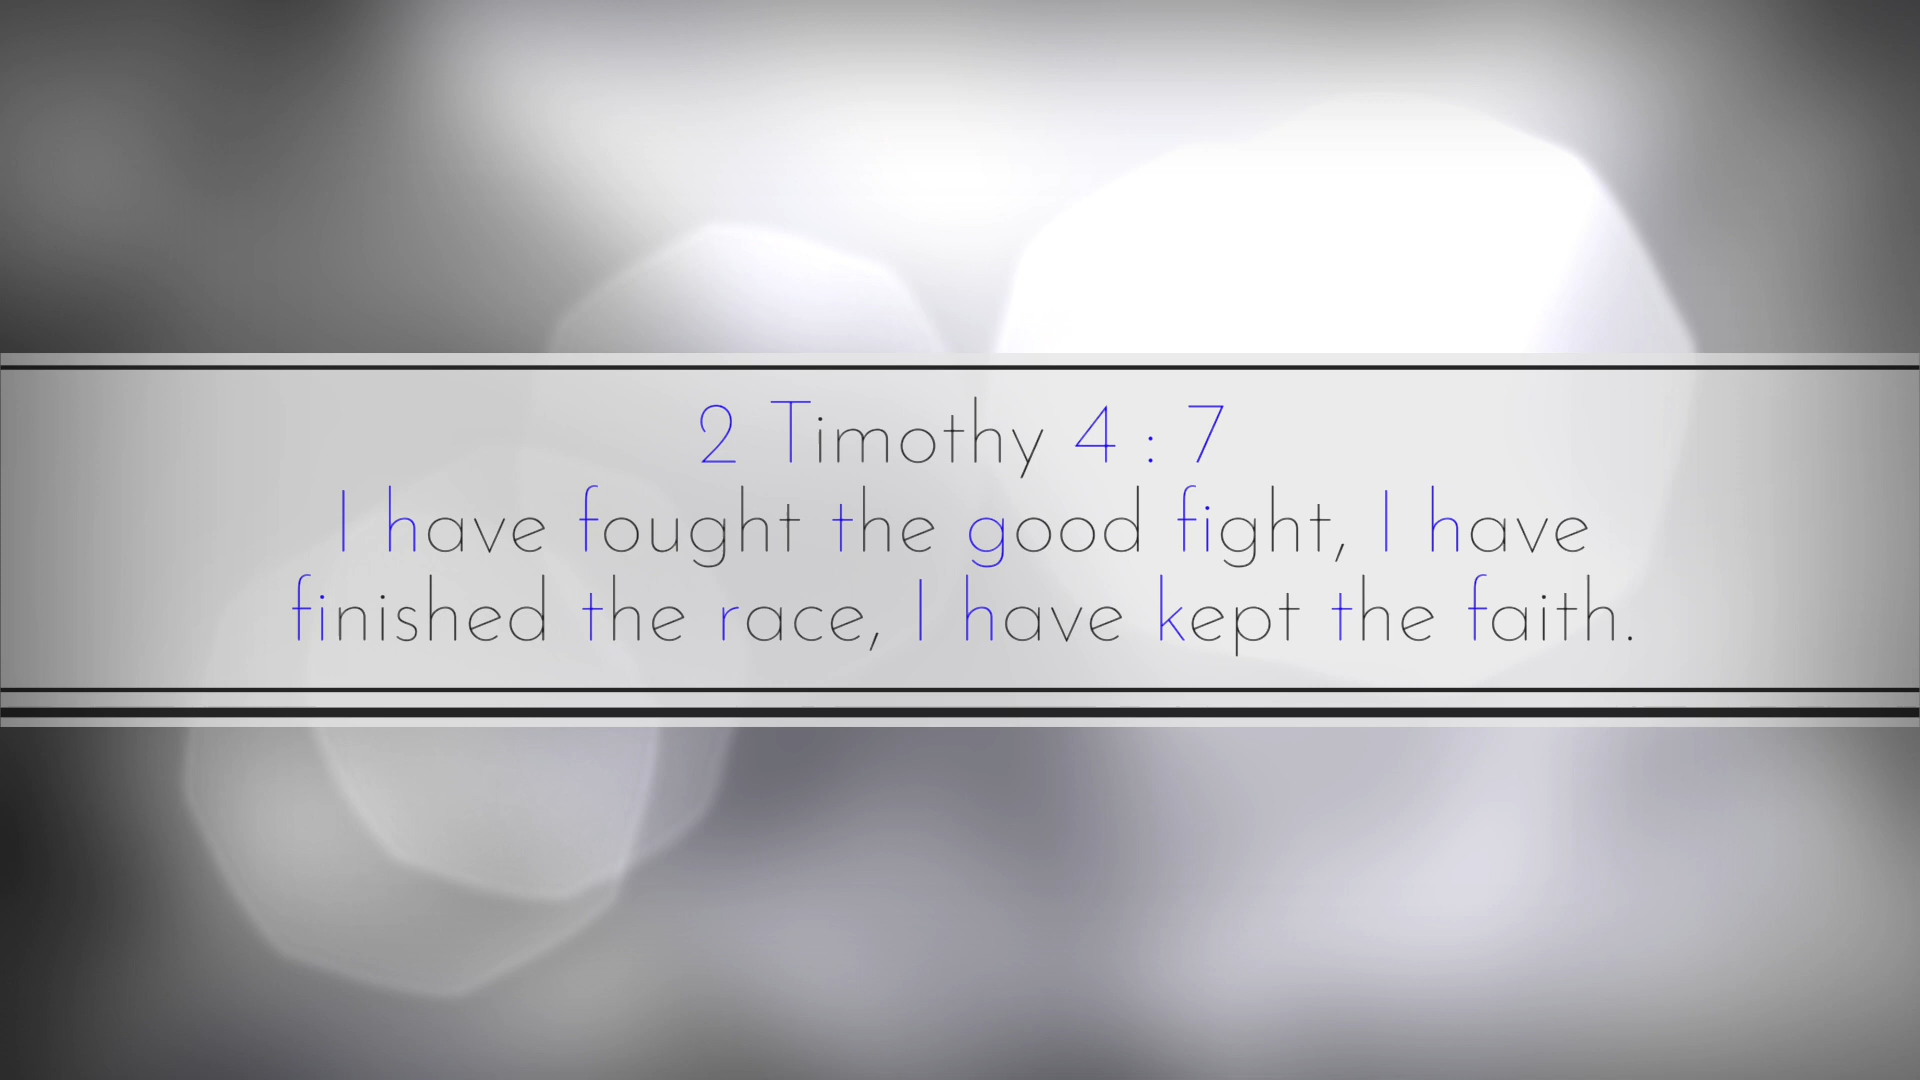 2 Timothy 4 : 7
I have fought the good fight, I have
finished the race, I have kept the faith.